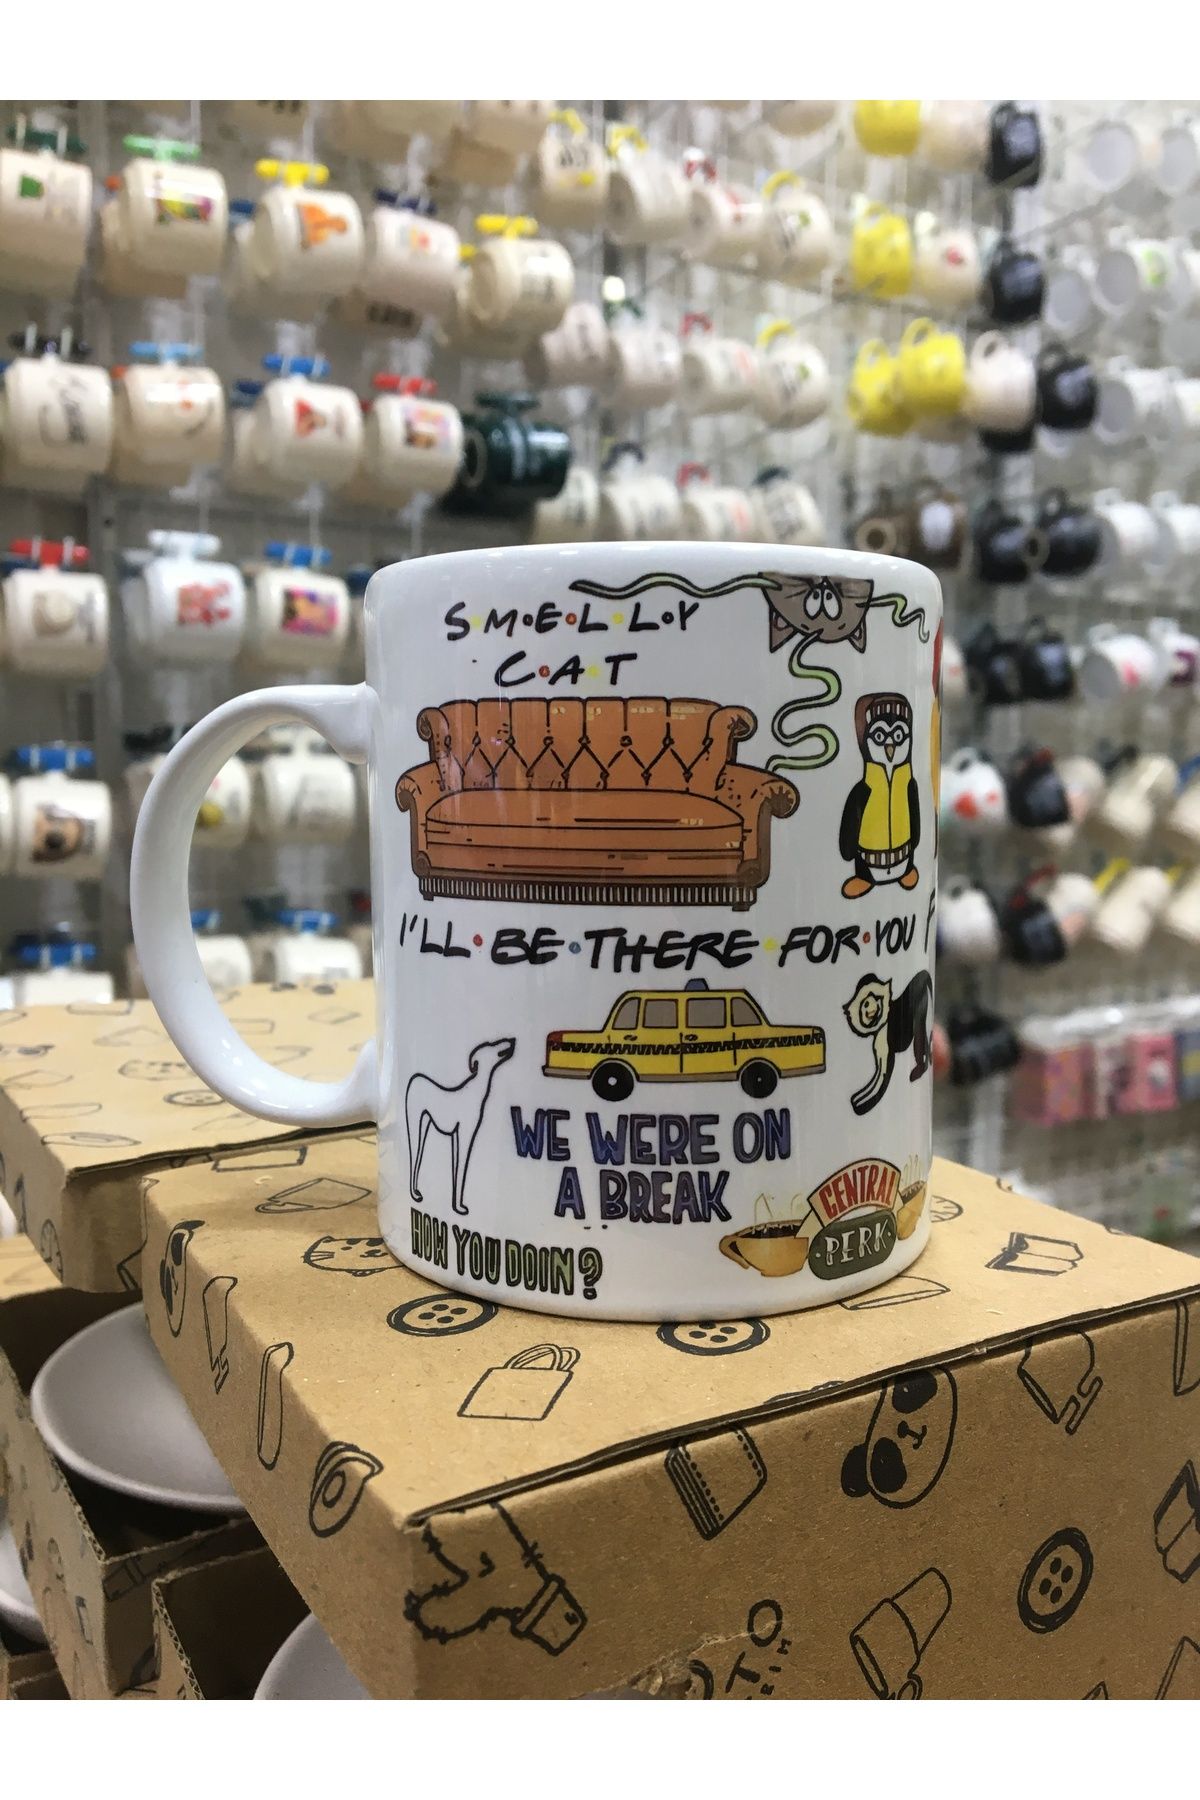 S•M•E•L•L•Y
C•A•T
I'LL•BE•THERE•FOR•YOU
WE WERE ON
A BREAK
HOW YOU DOIN?
CENTRAL
•PERK•